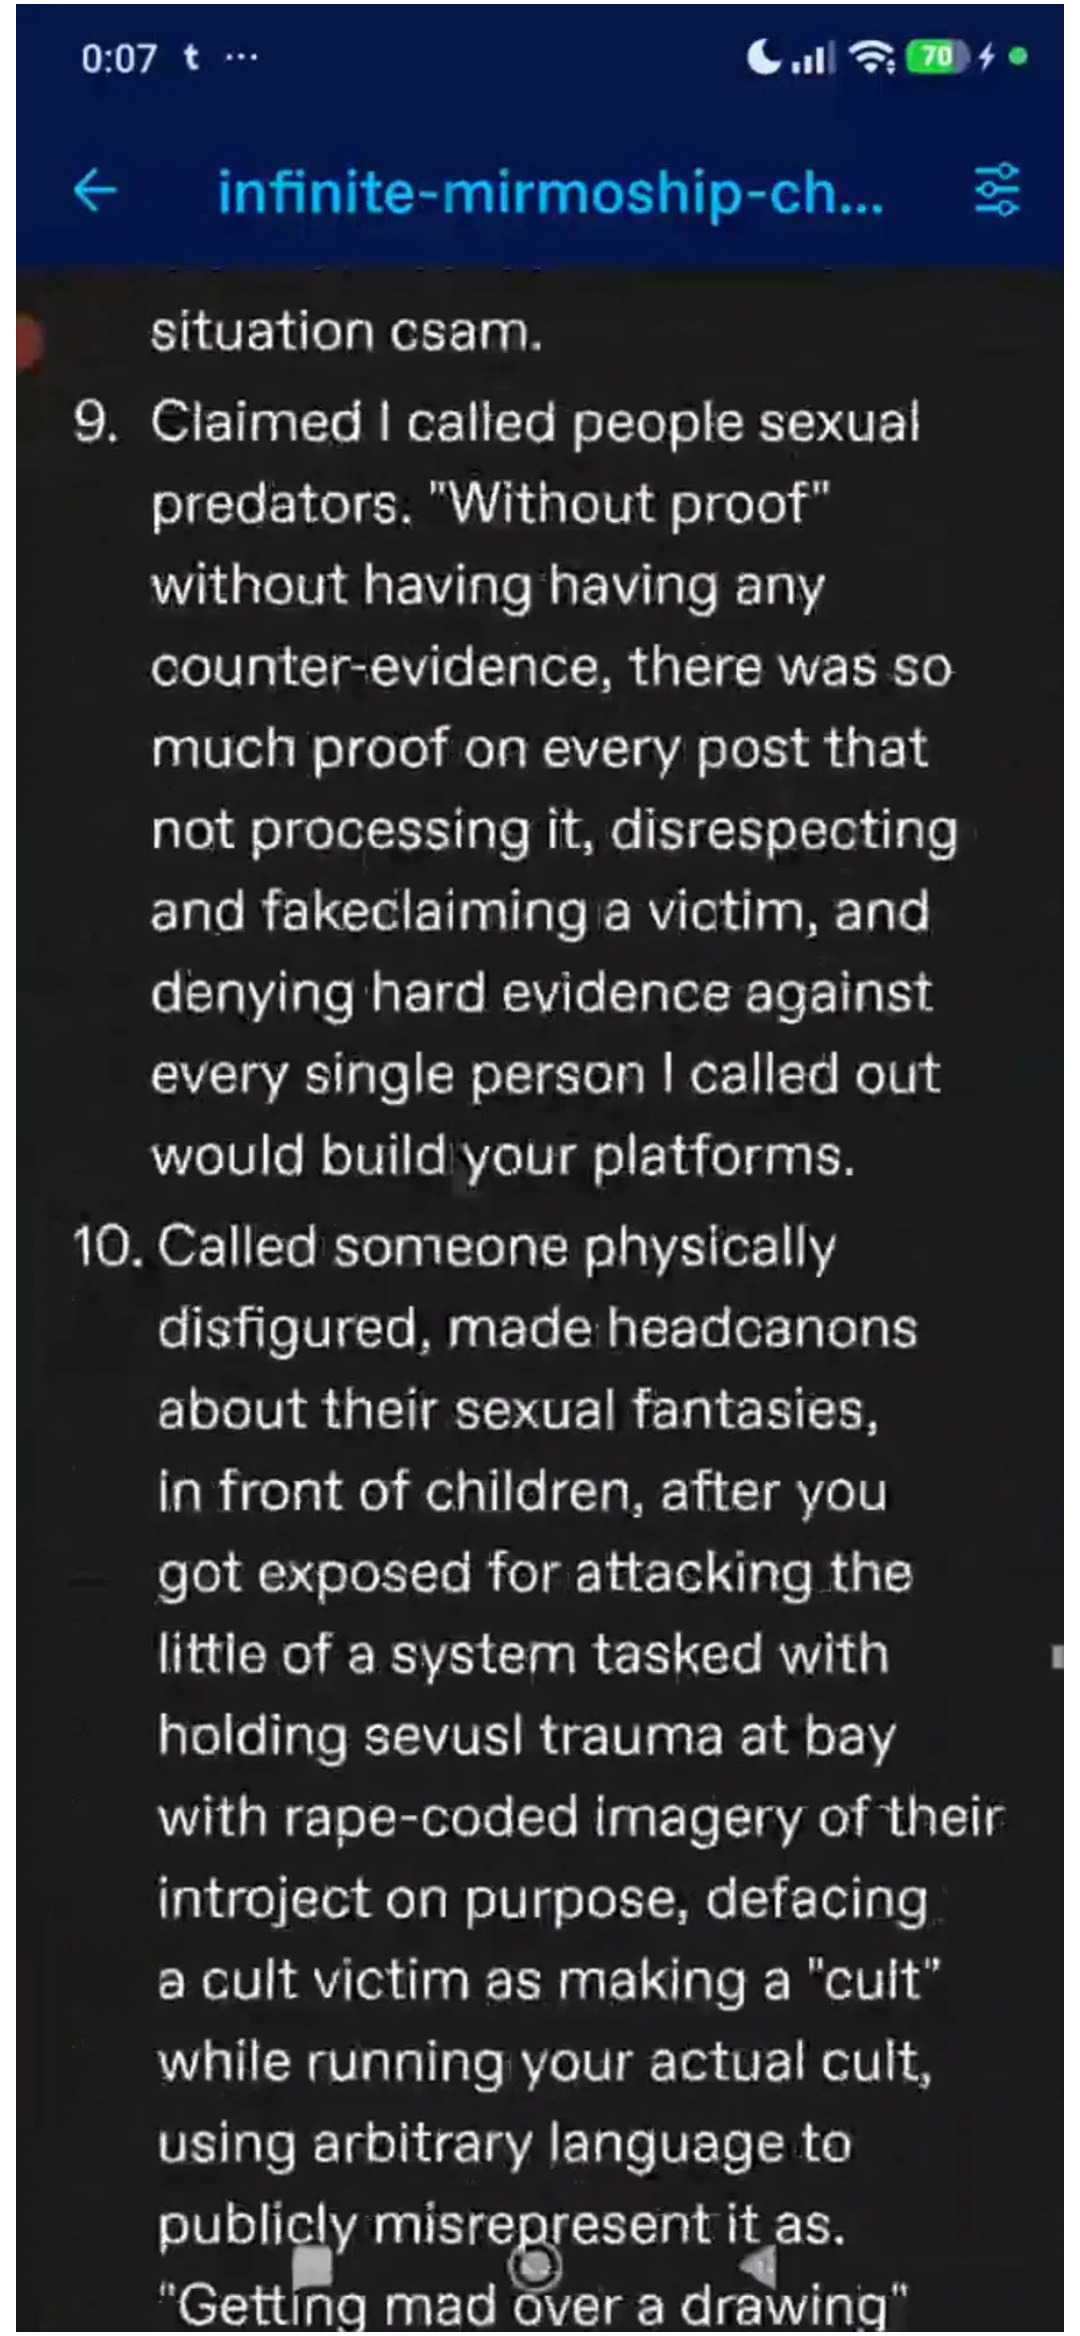 0:07 t ...
70
infinite-mirmoship-ch...
situation csam.
9. Claimed I called people sexual
predators. "Without proof"
without having having any
counter-evidence, there was so
much proof on every post that
not processing it, disrespecting
and fakeclaiming a victim, and
denying hard evidence against
every single person I called out
would build your platforms.
10. Called someone physically
disfigured, made headcanons
about their sexual fantasies,
in front of children, after you
got exposed for attacking the
little of a system tasked with
holding sevusl trauma at bay
with rape-coded imagery of their
introject on purpose, defacing
a cult victim as making a "cult"
while running your actual cult,
using arbitrary language to
publicly misrepresent it as.
"Getting mad over a drawing"